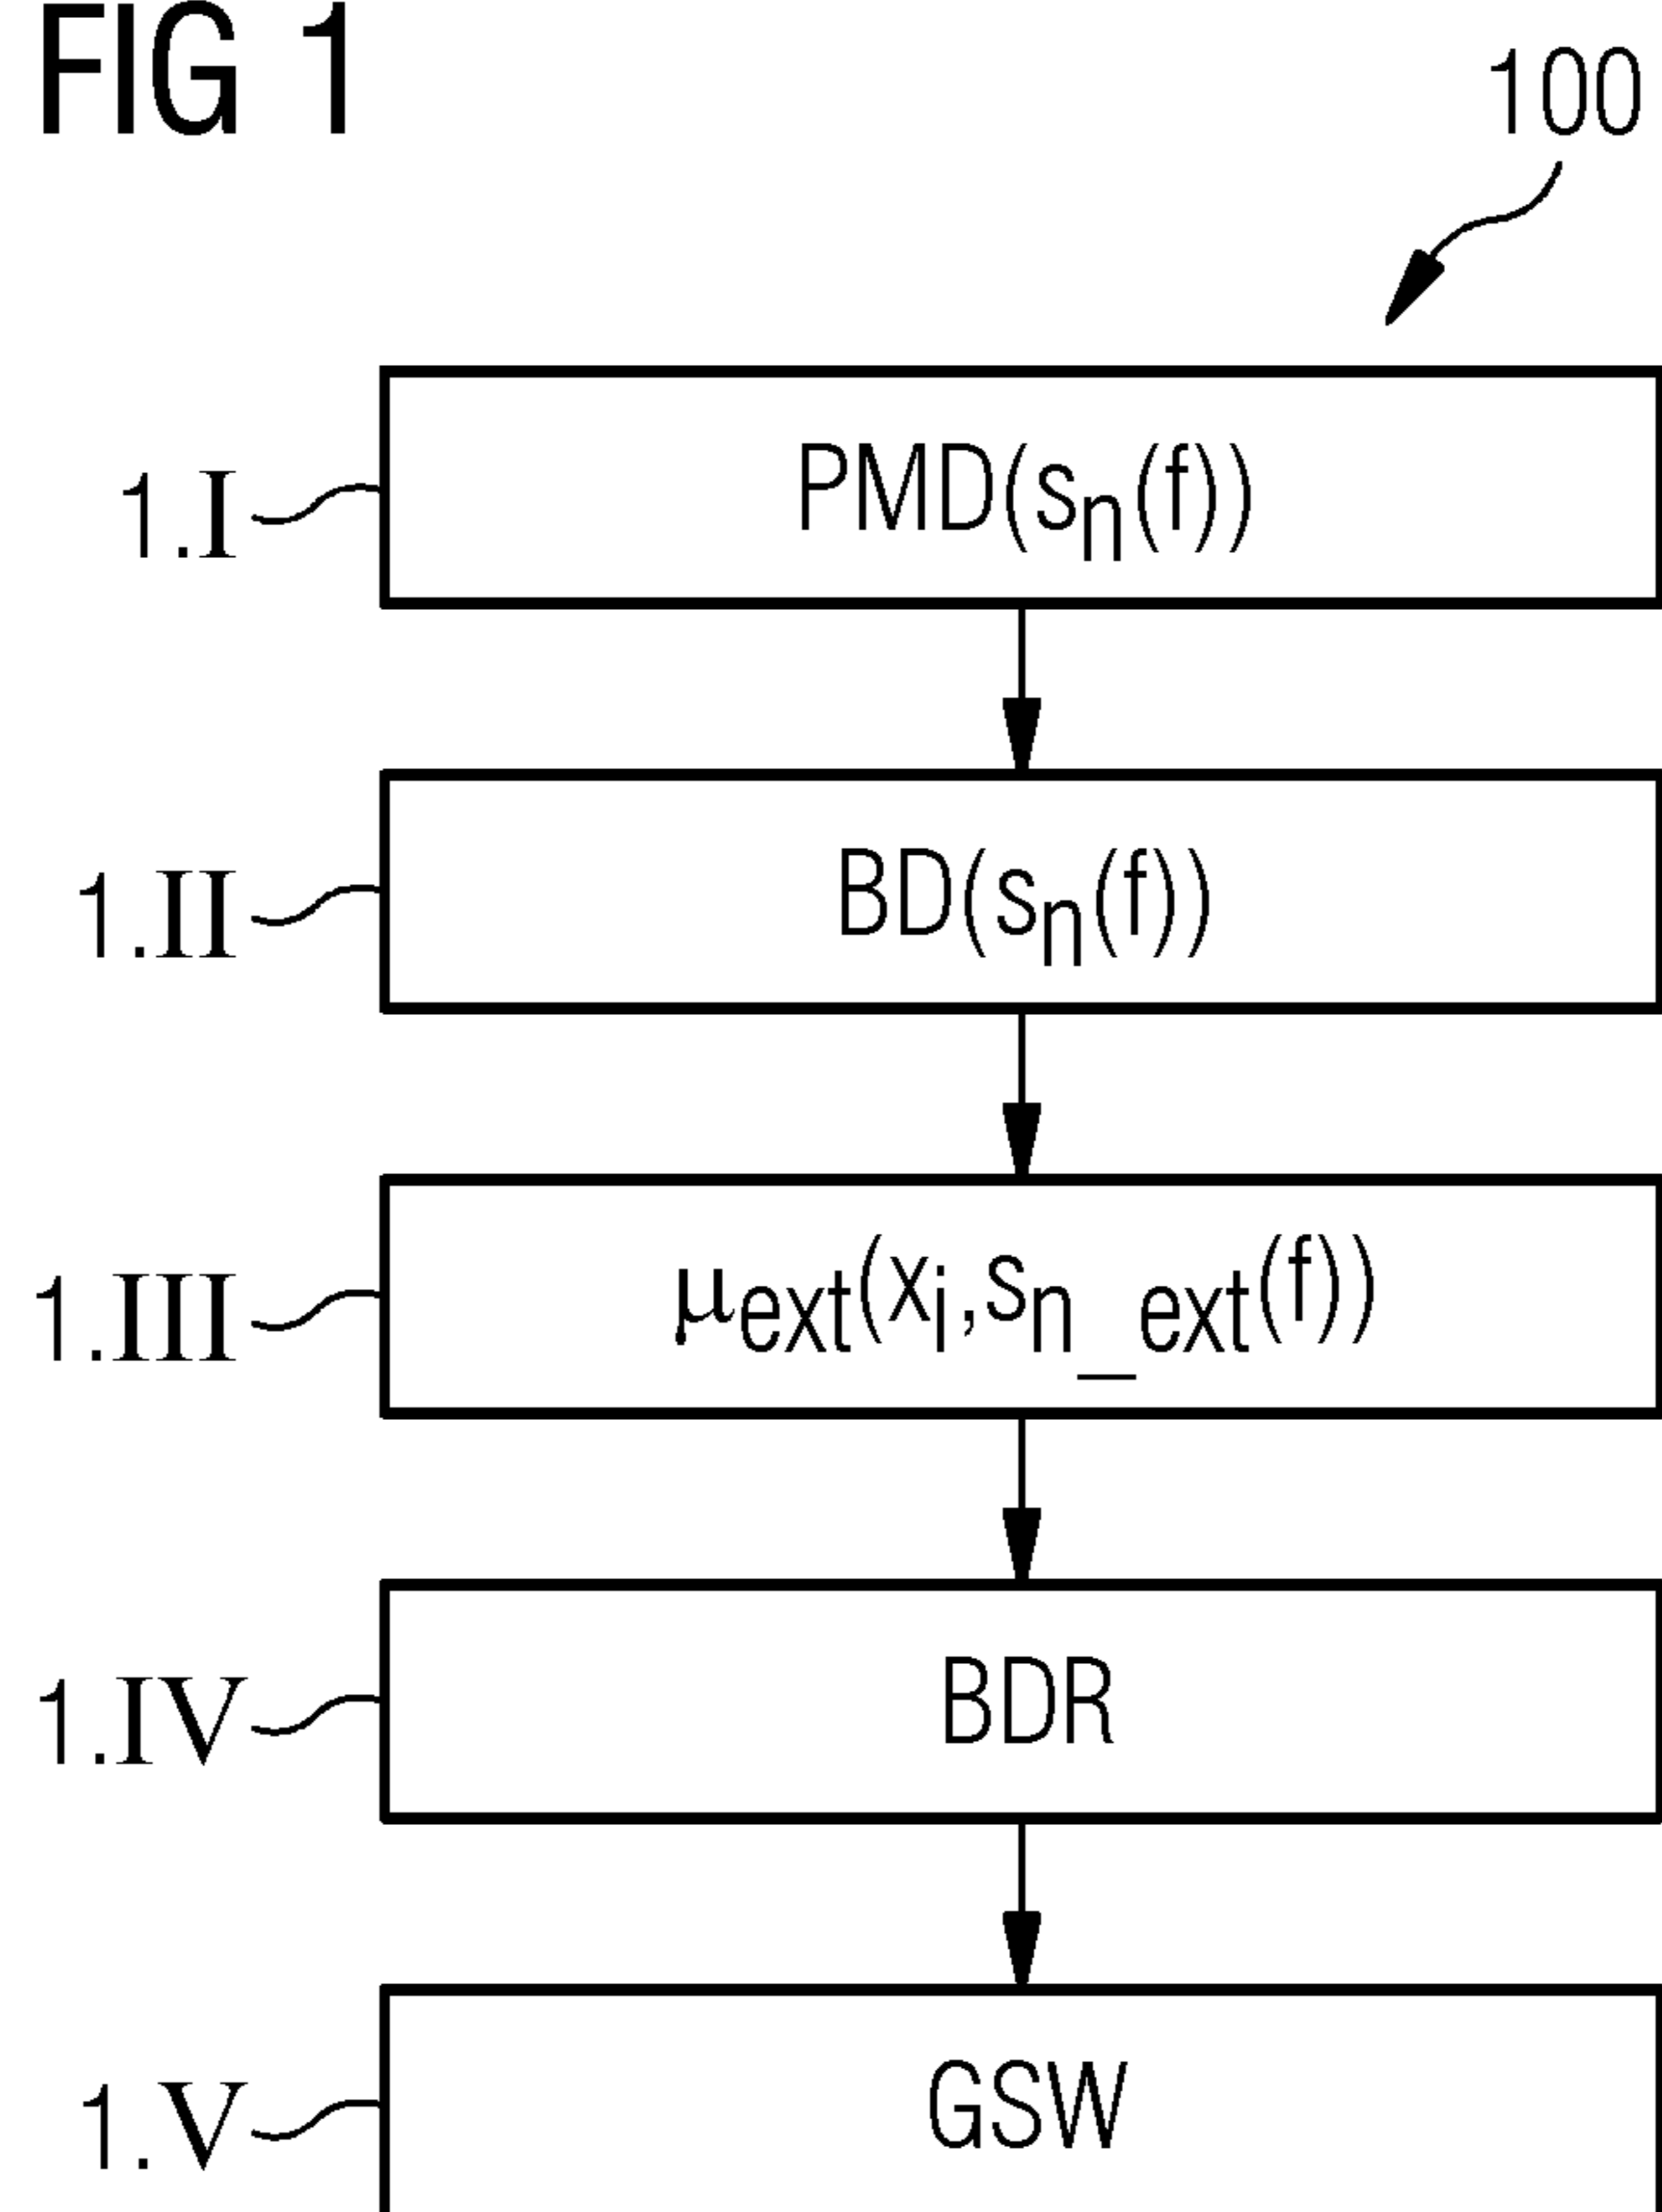 FIG 1
100
1.I
PMD(sn(f))
1.II
BD(sn(f))
1.III
μext(xi,sn_ext(f))
1.IV
BDR
1.V
GSW